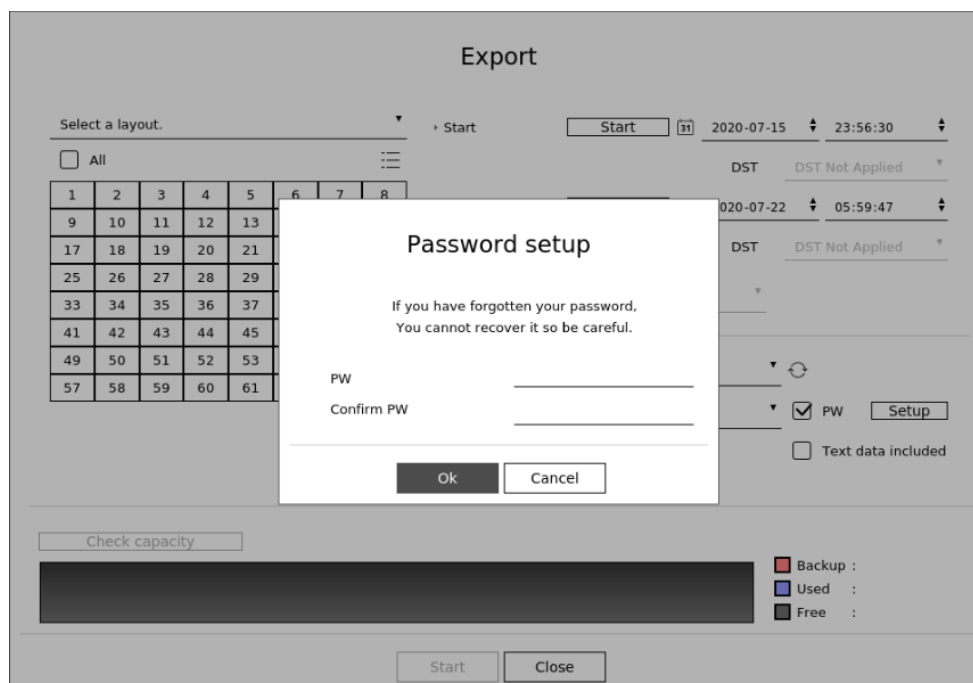 Export
Select a layout.
Start
Start
31
2020-07-15
23:56:30
All
DST
DST Not Applied
1 2 3 4 5 6 7 8
9 10 11 12 13
17 18 19 20 21
25 26 27 28 29
33 34 35 36 37
41 42 43 44 45
49 50 51 52 53
57 58 59 60 61
020-07-22
05:59:47
DST
DST Not Applied
Password setup
If you have forgotten your password,
You cannot recover it so be careful.
PW
Confirm PW
Ok
Cancel
PW
Setup
Text data included
Check capacity
Backup :
Used :
Free :
Start
Close